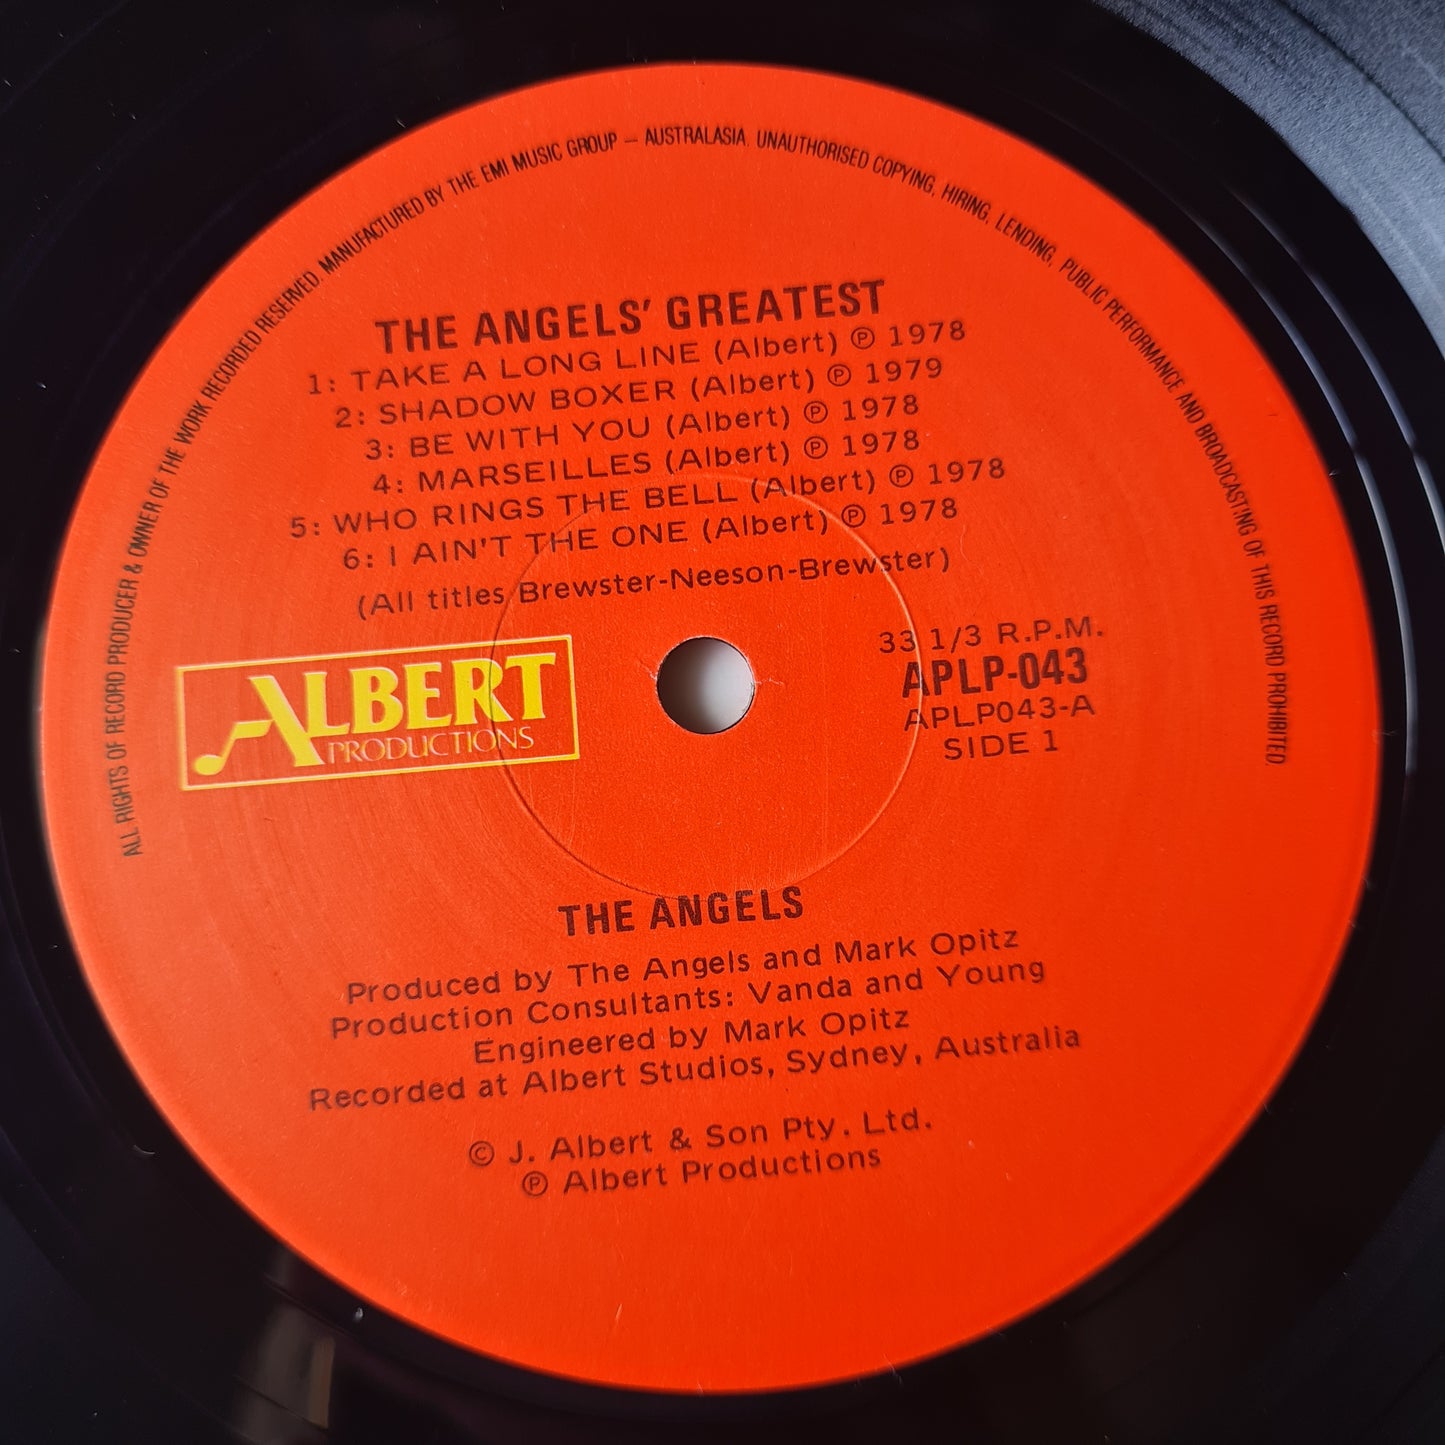 ALL RIGHTS OF RECORD PRODUCER & OWNER OF THE WORK RECORDED RESERVED. MANUFACTURED BY THE EMI MUSIC GROUP – AUSTRALASIA. UNAUTHORISED COPYING, HIRING, LENDING, PUBLIC PERFORMANCE AND BROADCASTING OF THIS RECORD PROHIBITED.
THE ANGELS' GREATEST
1: TAKE A LONG LINE (Albert) ℗ 1978
2: SHADOW BOXER (Albert) ℗ 1979
3: BE WITH YOU (Albert) ℗ 1978
4: MARSEILLES (Albert) ℗ 1978
5: WHO RINGS THE BELL (Albert) ℗ 1978
6: I AIN'T THE ONE (Albert) ℗ 1978
(All titles Brewster-Neeson-Brewster)
ALBERT
PRODUCTIONS
33 1/3 R.P.M.
APLP-043
APLP043-A
SIDE 1
THE ANGELS
Produced by The Angels and Mark Opitz
Production Consultants: Vanda and Young
Engineered by Mark Opitz
Recorded at Albert Studios, Sydney, Australia
© J. Albert & Son Pty. Ltd.
℗ Albert Productions